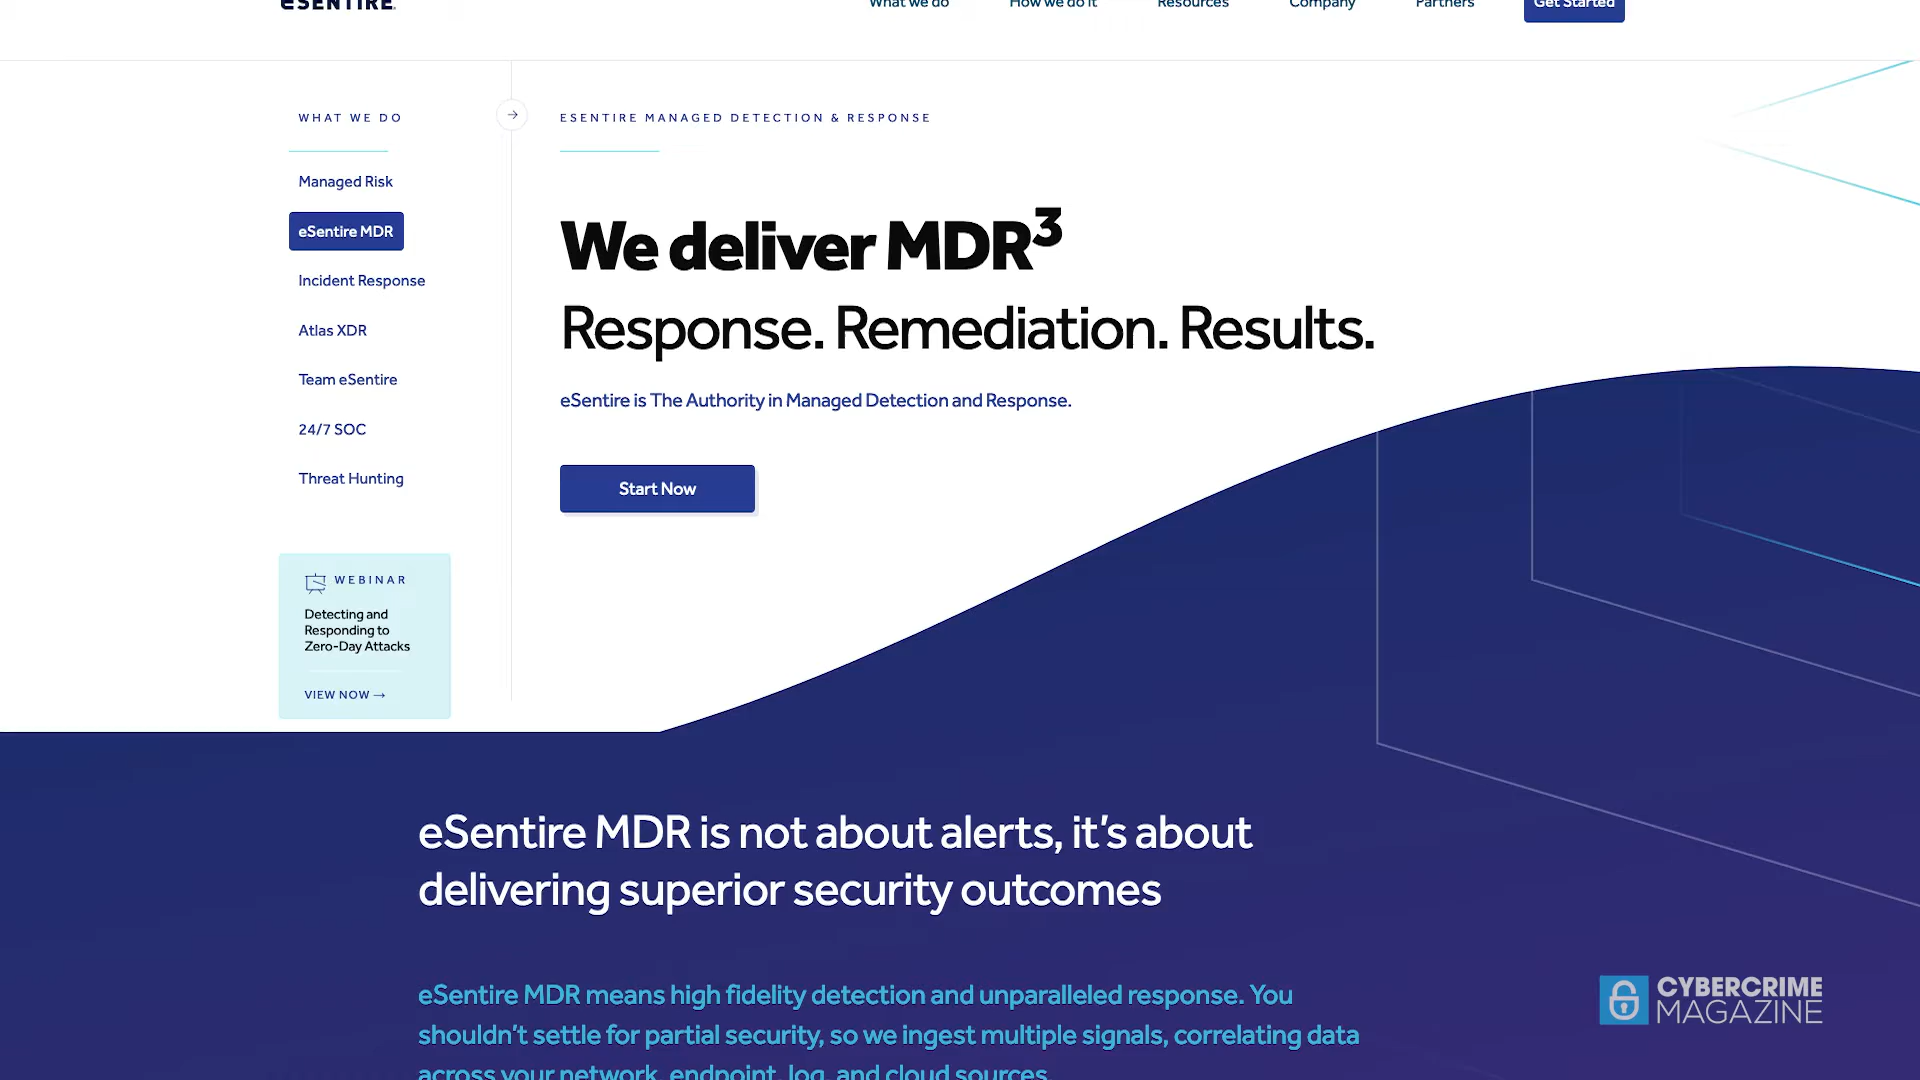 eSENTIRE
What we do
How we do it
Resources
Company
Partners
Get Started
WHAT WE DO
Managed Risk
eSentire MDR
Incident Response
Atlas XDR
Team eSentire
24/7 SOC
Threat Hunting
WEBINAR
Detecting and
Responding to
Zero-Day Attacks
VIEW NOW →
ESENTIRE MANAGED DETECTION & RESPONSE
We deliver MDR³
Response. Remediation. Results.
eSentire is The Authority in Managed Detection and Response.
Start Now
eSentire MDR is not about alerts, it’s about
delivering superior security outcomes
eSentire MDR means high fidelity detection and unparalleled response. You
shouldn’t settle for partial security, so we ingest multiple signals, correlating data
across your network, endpoint, log, and cloud sources.
CYBERCRIME
MAGAZINE